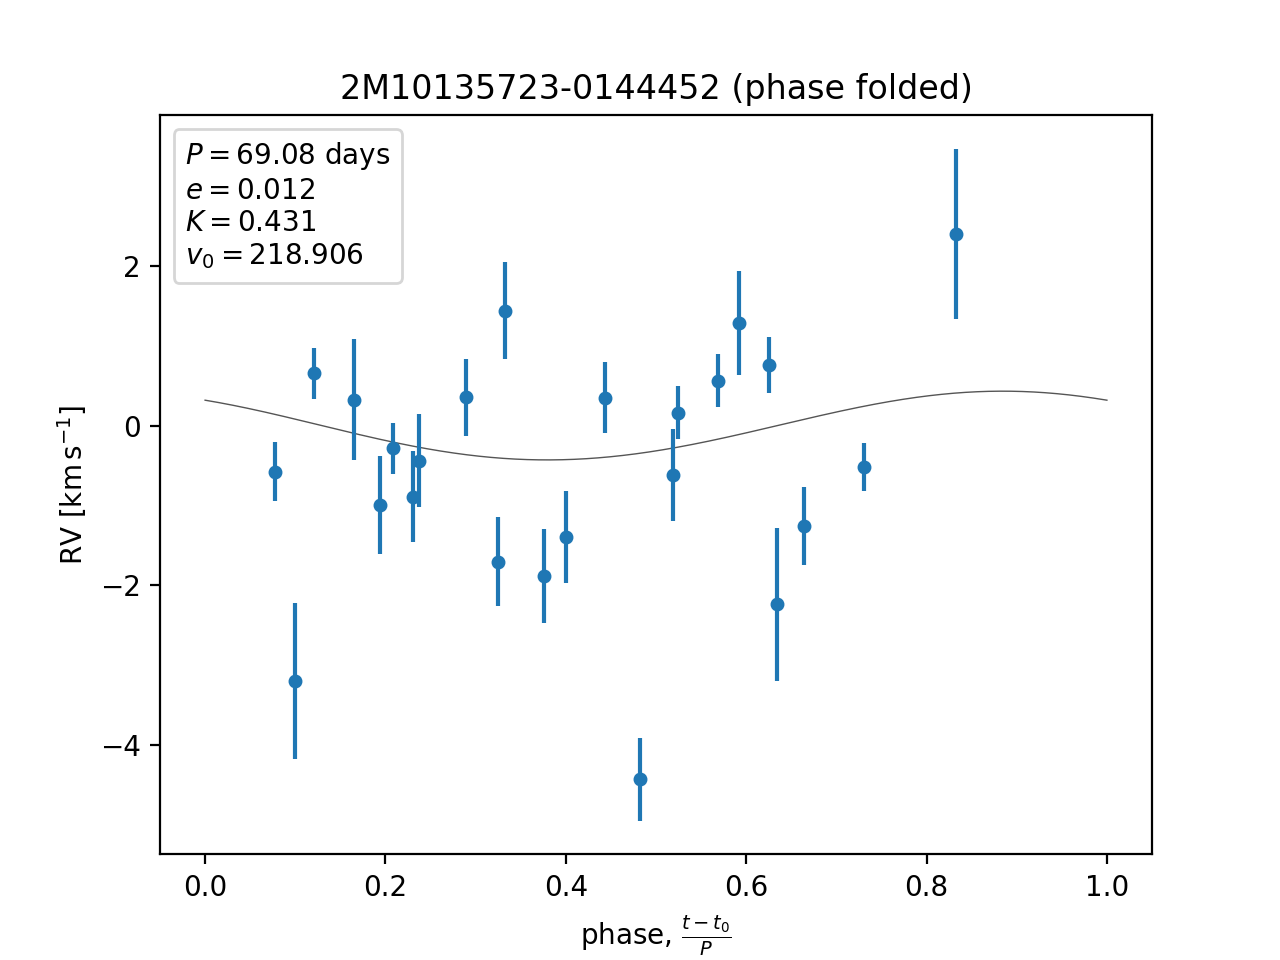 2M10135723-0144452 (phase folded)
P = 69.08 days
e = 0.012
K = 0.431
v₀ = 218.906
2
0
−2
−4
RV [km s⁻¹]
0.0 0.2 0.4 0.6 0.8 1.0
phase, (t − t₀)/P